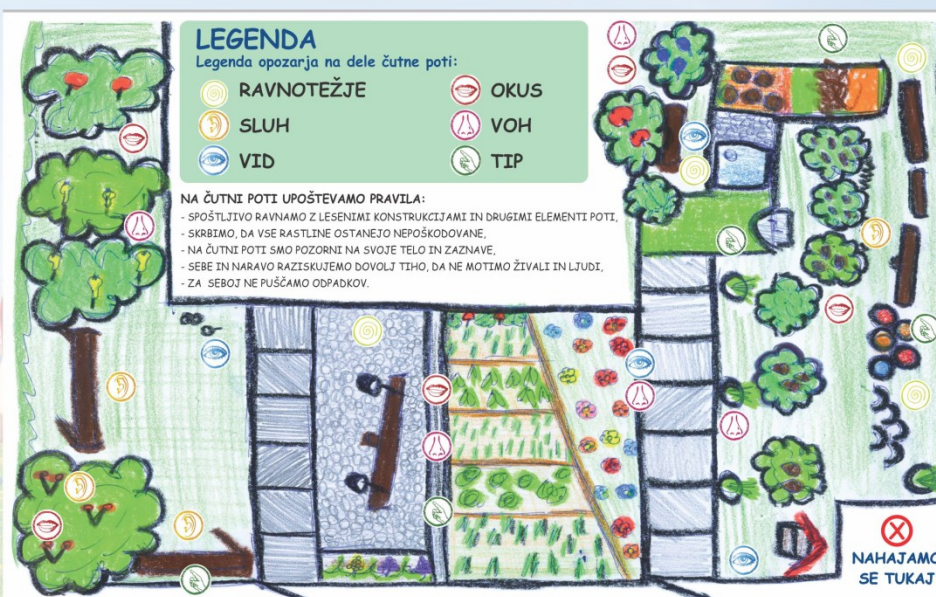 LEGENDA
Legenda opozarja na dele čutne poti:
RAVNOTEŽJE
OKUS
SLUH
VOH
VID
TIP
NA ČUTNI POTI UPOŠTEVAMO PRAVILA:
- SPOŠTLJIVO RAVNAMO Z LESENIMI KONSTRUKCIJAMI IN DRUGIMI ELEMENTI POTI,
- SKRBIMO, DA VSE RASTLINE OSTANEJO NEPOŠKODOVANE,
- NA ČUTNI POTI SMO POZORNI NA SVOJE TELO IN ZAZNAVE,
- SEBE IN NARAVO RAZISKUJEMO DOVOLJ TIHO, DA NE MOTIMO ŽIVALI IN LJUDI,
- ZA SEBOJ NE PUŠČAMO ODPADKOV.
NAHAJAMO
SE TUKAJ